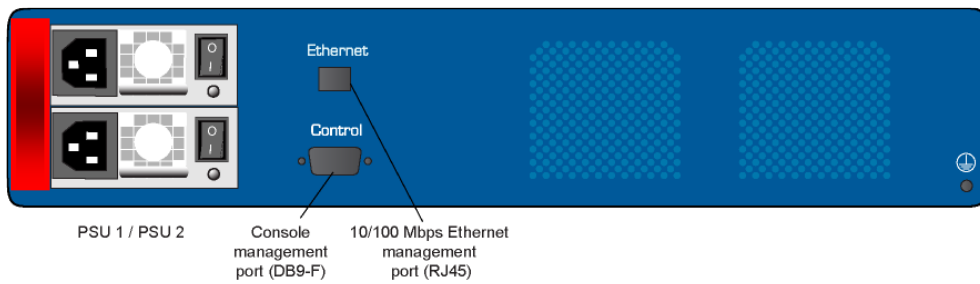 Ethernet
Control
PSU 1 / PSU 2
Console
management
port (DB9-F)
10/100 Mbps Ethernet
management
port (RJ45)